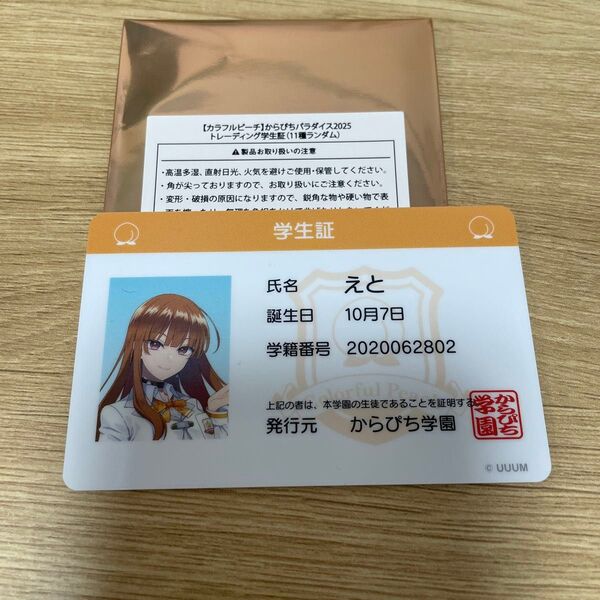 【カラフルピーチ】からぴちパラダイス2025
トレーディング学生証（11種ランダム）
⚠製品お取り扱いの注意
・高温多湿、直射日光、火気を避けご使用・保管してください。
・角が尖っておりますので、お取り扱いにご注意ください。
・変形・破損の原因になりますので、鋭角な物や硬い物で表
学生証
氏名 えと
誕生日 10月7日
学籍番号 2020062802
上記の者は、本学園の生徒であることを証明する
発行元 からぴち学園
からぴち
学園
© UUUM